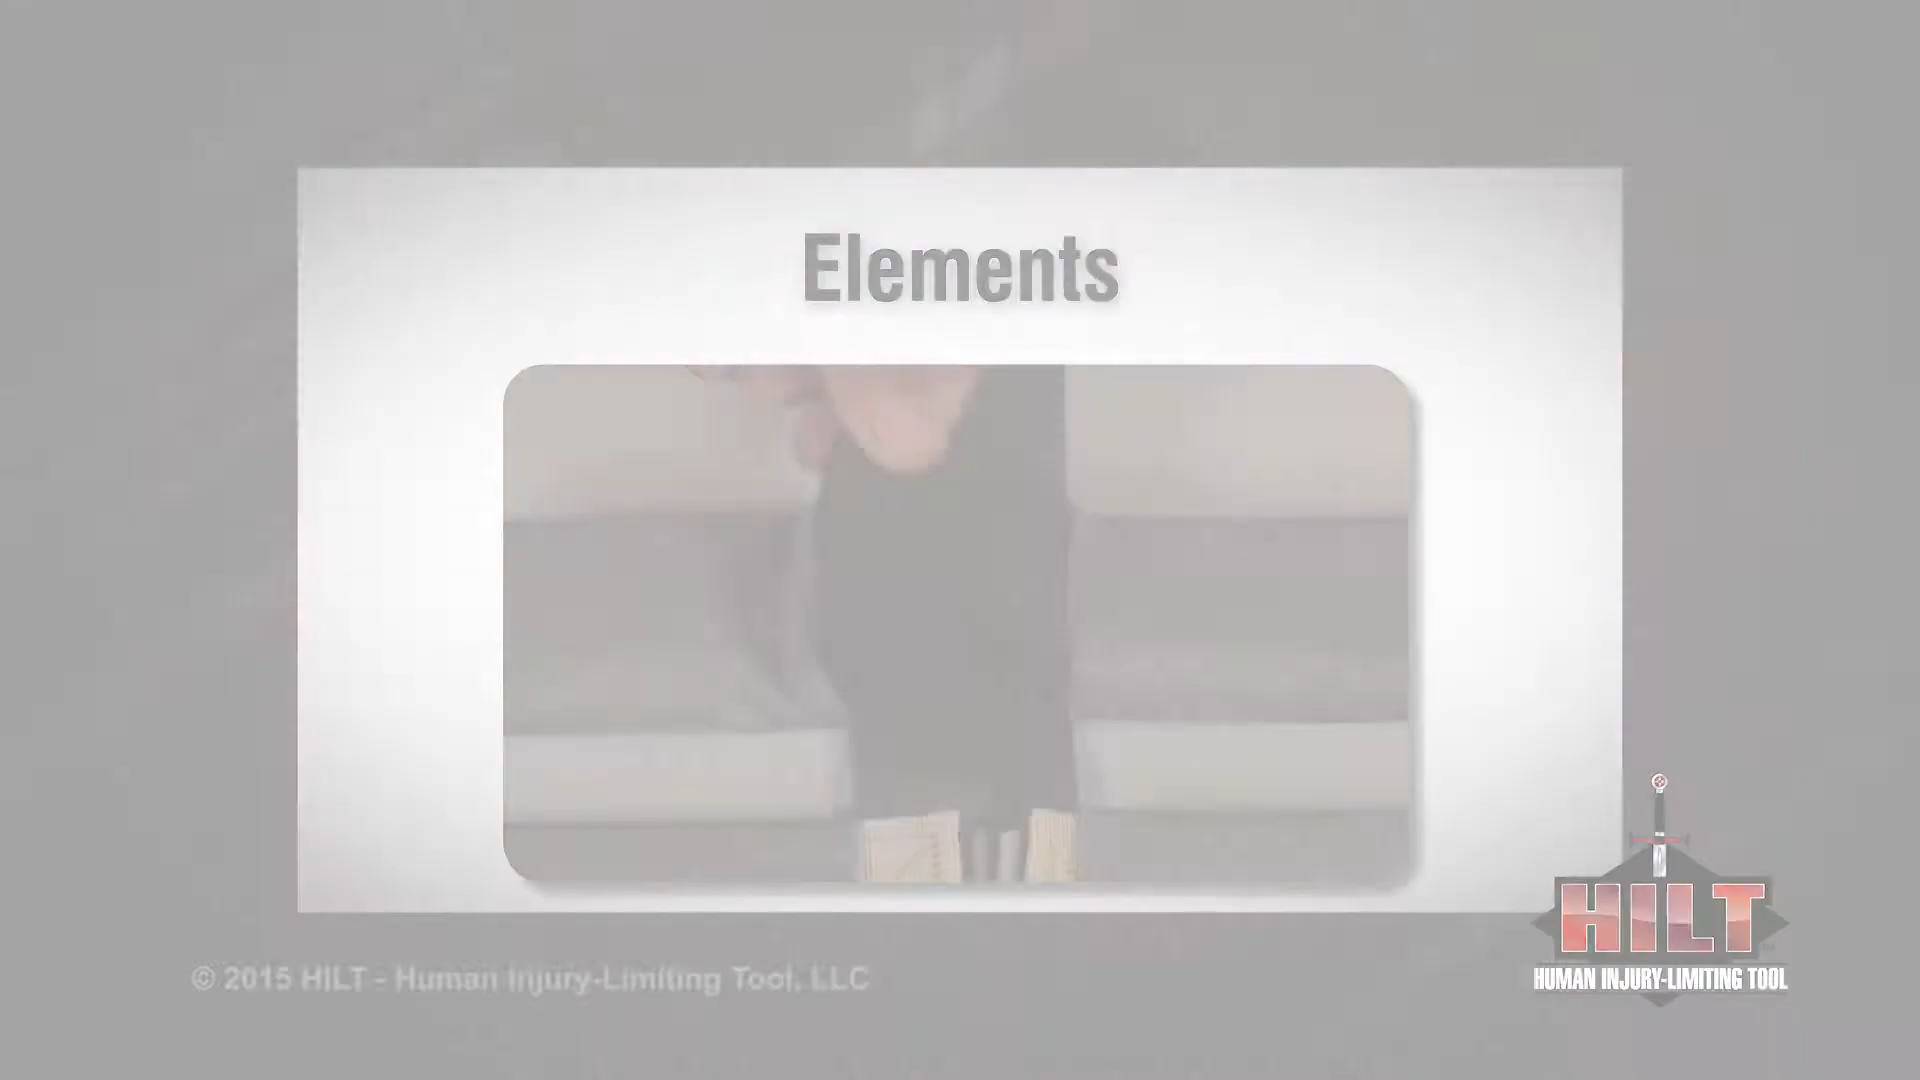 Elements
© 2015 HILT - Human Injury-Limiting Tool, LLC
HILT
HUMAN INJURY-LIMITING TOOL